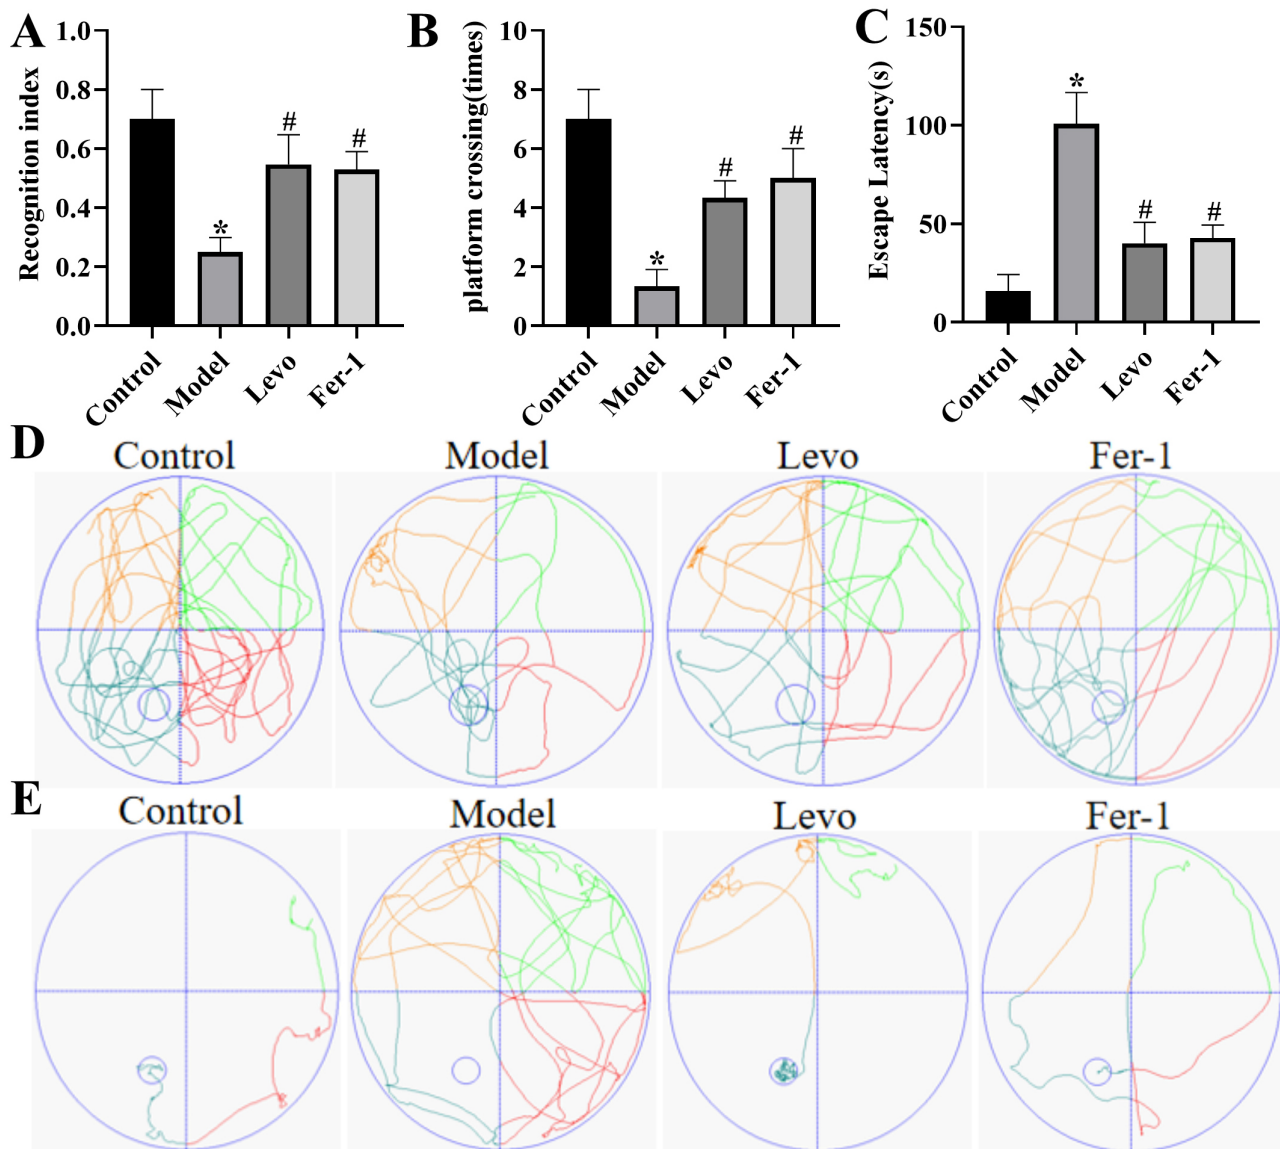 A
Recognition index
1.0
0.8
0.6
0.4
0.2
0.0
*
#
#
Control
Model
Levo
Fer-1
B
platform crossing(times)
10
8
6
4
2
0
*
#
#
Control
Model
Levo
Fer-1
C
Escape Latency(s)
150
100
50
0
*
#
#
Control
Model
Levo
Fer-1
D
Control
Model
Levo
Fer-1
E
Control
Model
Levo
Fer-1